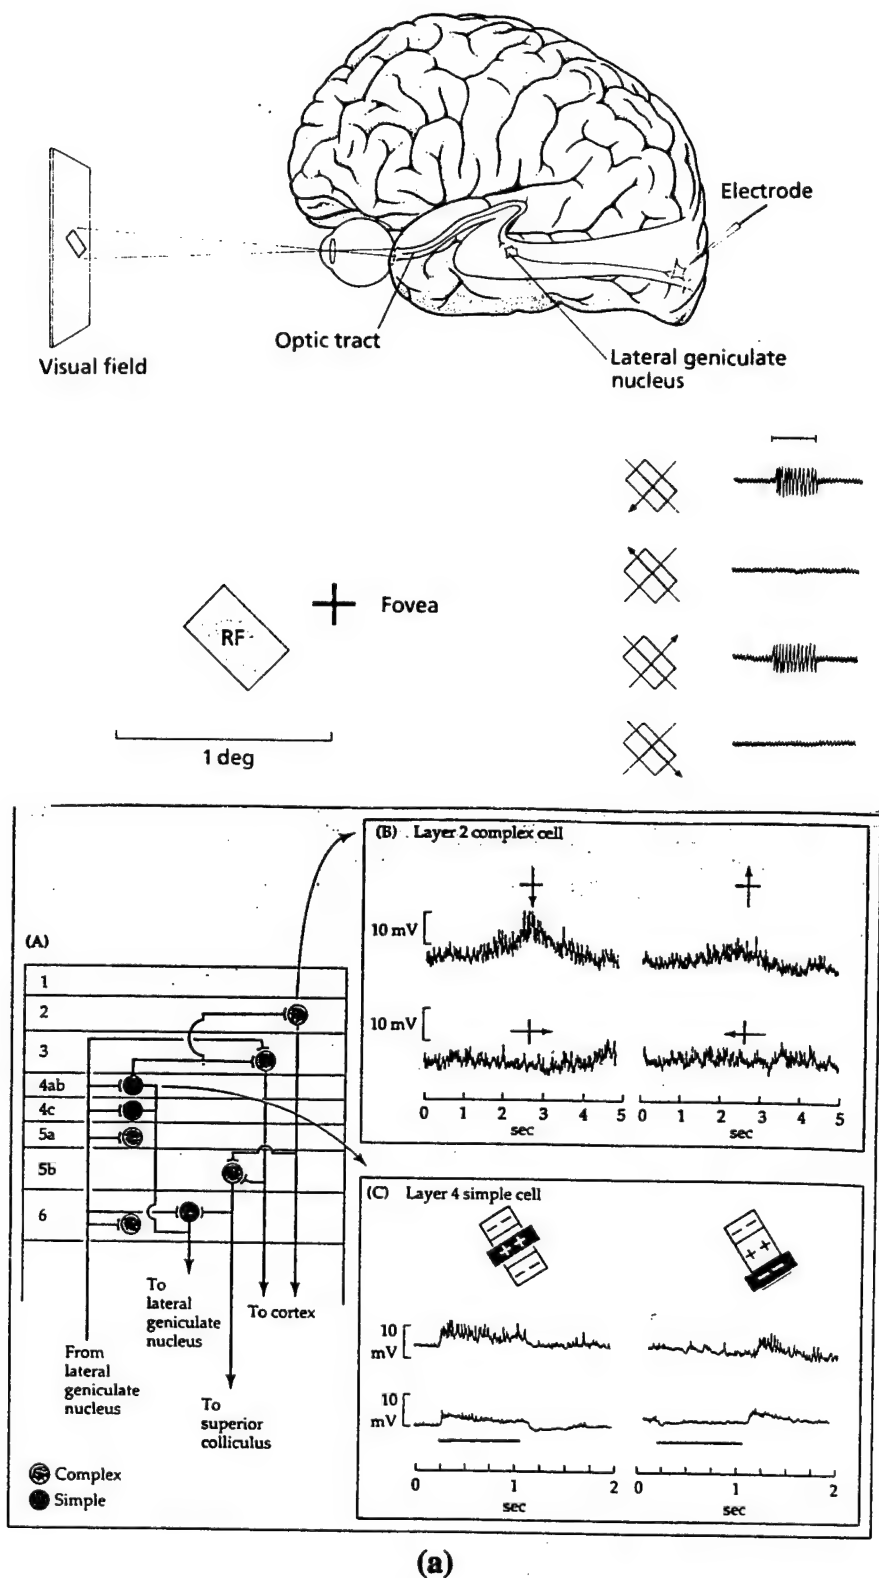 Electrode
Optic tract
Visual field
Lateral geniculate
nucleus
RF
Fovea
1 deg
(A)
1
2
3
4ab
4c
5a
5b
6
To
lateral
geniculate
nucleus
To cortex
From
lateral
geniculate
nucleus
To
superior
colliculus
Complex
Simple
(B) Layer 2 complex cell
10 mV
10 mV
0 1 2 3 4 5
sec
0 1 2 3 4 5
sec
(C) Layer 4 simple cell
– –
+ +
– –
– –
+ +
– –
10
mV
10
mV
0 1 2
sec
0 1 2
sec
(a)